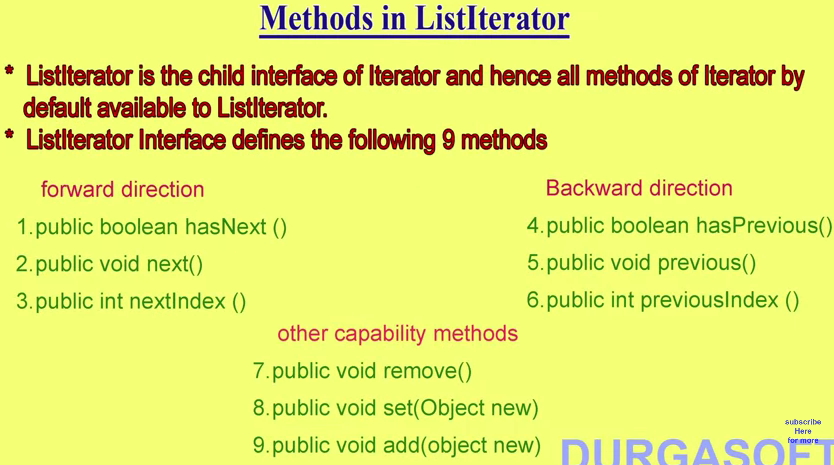 Methods in ListIterator
* ListIterator is the child interface of Iterator and hence all methods of Iterator by
default available to ListIterator.
* ListIterator Interface defines the following 9 methods
forward direction
1.public boolean hasNext ()
2.public void next()
3.public int nextIndex ()
Backward direction
4.public boolean hasPrevious()
5.public void previous()
6.public int previousIndex ()
other capability methods
7.public void remove()
8.public void set(Object new)
9.public void add(object new)
subscribe
Here
for more
DURGASOFT